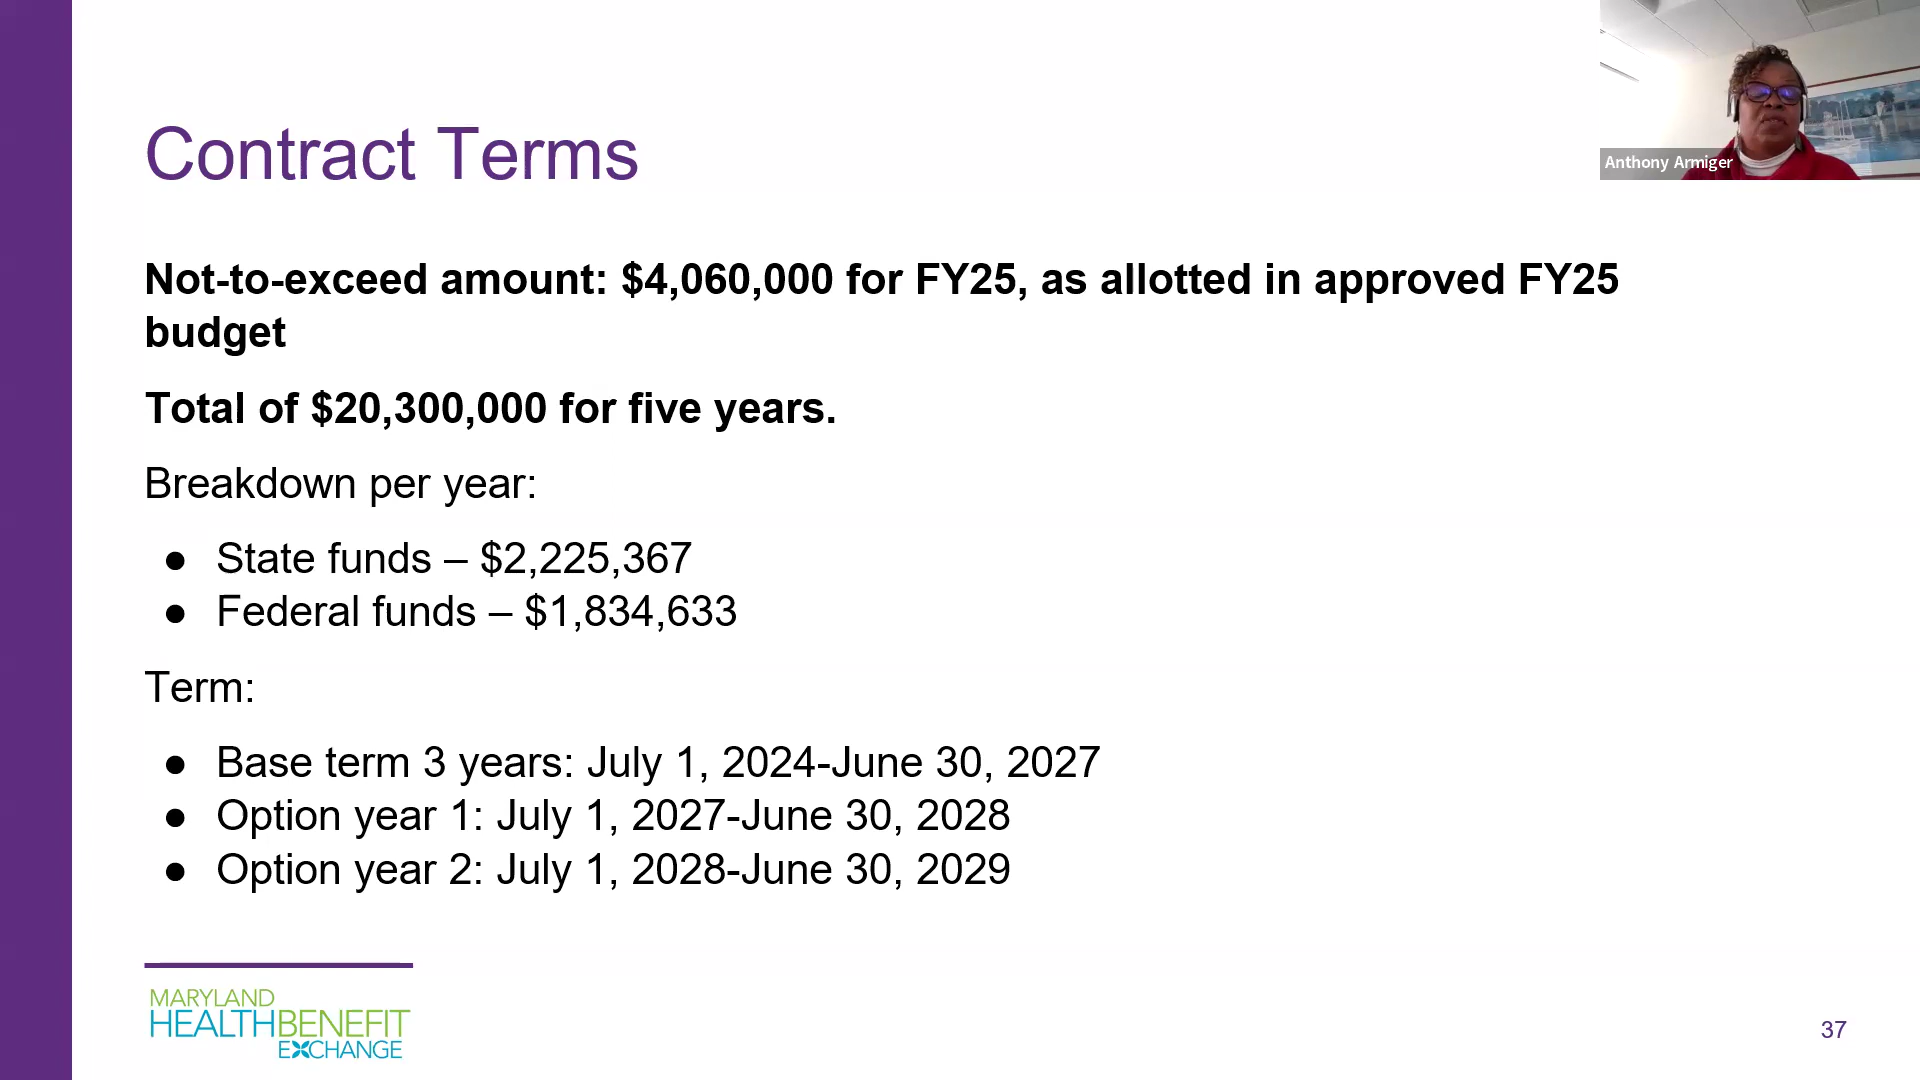 Contract Terms
Anthony Armiger
Not-to-exceed amount: $4,060,000 for FY25, as allotted in approved FY25
budget
Total of $20,300,000 for five years.
Breakdown per year:
● State funds – $2,225,367
● Federal funds – $1,834,633
Term:
● Base term 3 years: July 1, 2024-June 30, 2027
● Option year 1: July 1, 2027-June 30, 2028
● Option year 2: July 1, 2028-June 30, 2029
MARYLAND
HEALTHBENEFIT
EXCHANGE
37